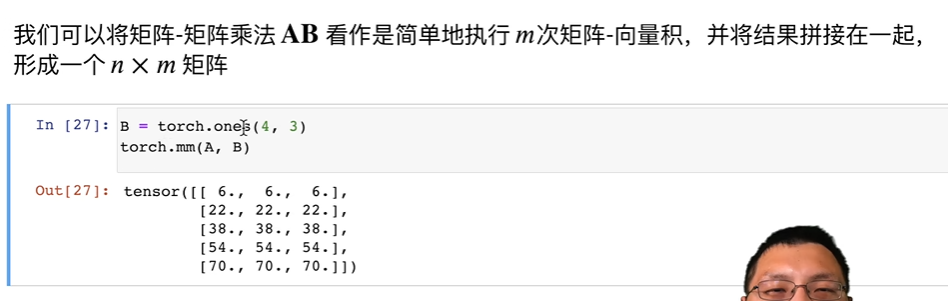 我们可以将矩阵-矩阵乘法 AB 看作是简单地执行 m次矩阵-向量积，并将结果拼接在一起，
形成一个 n × m 矩阵
In [27]: B = torch.ones(4, 3)
torch.mm(A, B)
Out[27]: tensor([[ 6.,  6.,  6.],
[22., 22., 22.],
[38., 38., 38.],
[54., 54., 54.],
[70., 70., 70.]])